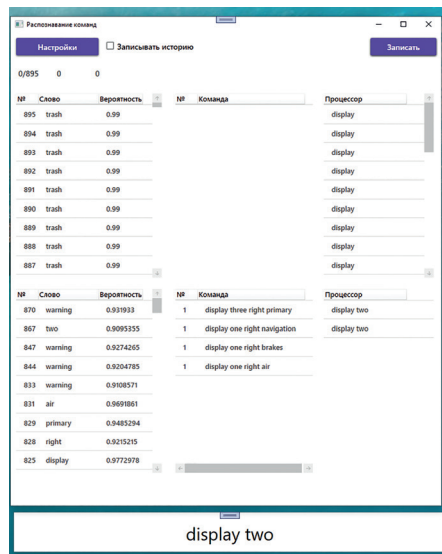 Распознавание команд
Настройки Записывать историю Записать
0/895 0 0
№ Слово Вероятность № Команда Процессор
895 trash 0.99 display
894 trash 0.99 display
893 trash 0.99 display
892 trash 0.99 display
891 trash 0.99 display
890 trash 0.99 display
889 trash 0.99 display
888 trash 0.99 display
887 trash 0.99 display
№ Слово Вероятность № Команда Процессор
870 warning 0.931933 1 display three right primary display two
867 two 0.9095355 1 display one right navigation display two
847 warning 0.9274265 1 display one right brakes
844 warning 0.9204785 1 display one right air
833 warning 0.9108571
831 air 0.9691861
829 primary 0.9485294
828 right 0.9215215
825 display 0.9772978
display two